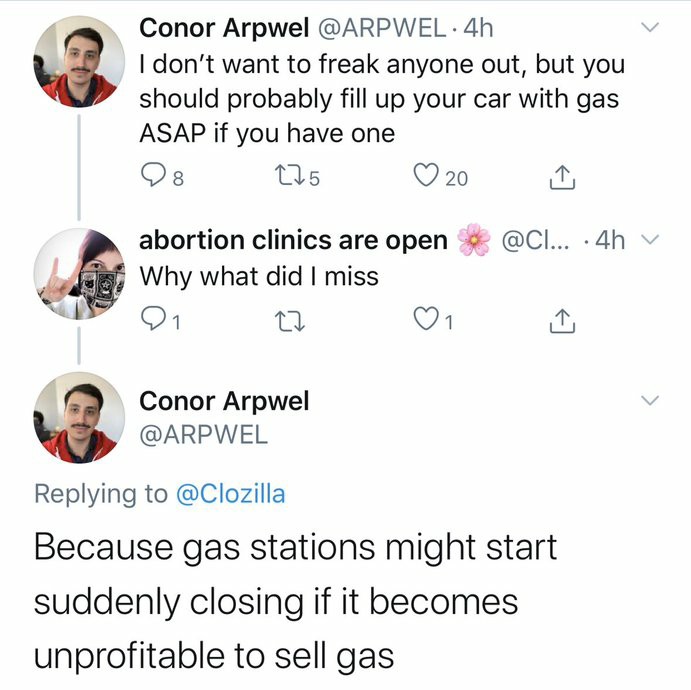 Conor Arpwel @ARPWEL · 4h
I don’t want to freak anyone out, but you
should probably fill up your car with gas
ASAP if you have one
8 5 20
abortion clinics are open 🌸 @Cl... · 4h
Why what did I miss
1 1
Conor Arpwel
@ARPWEL
Replying to @Clozilla
Because gas stations might start
suddenly closing if it becomes
unprofitable to sell gas